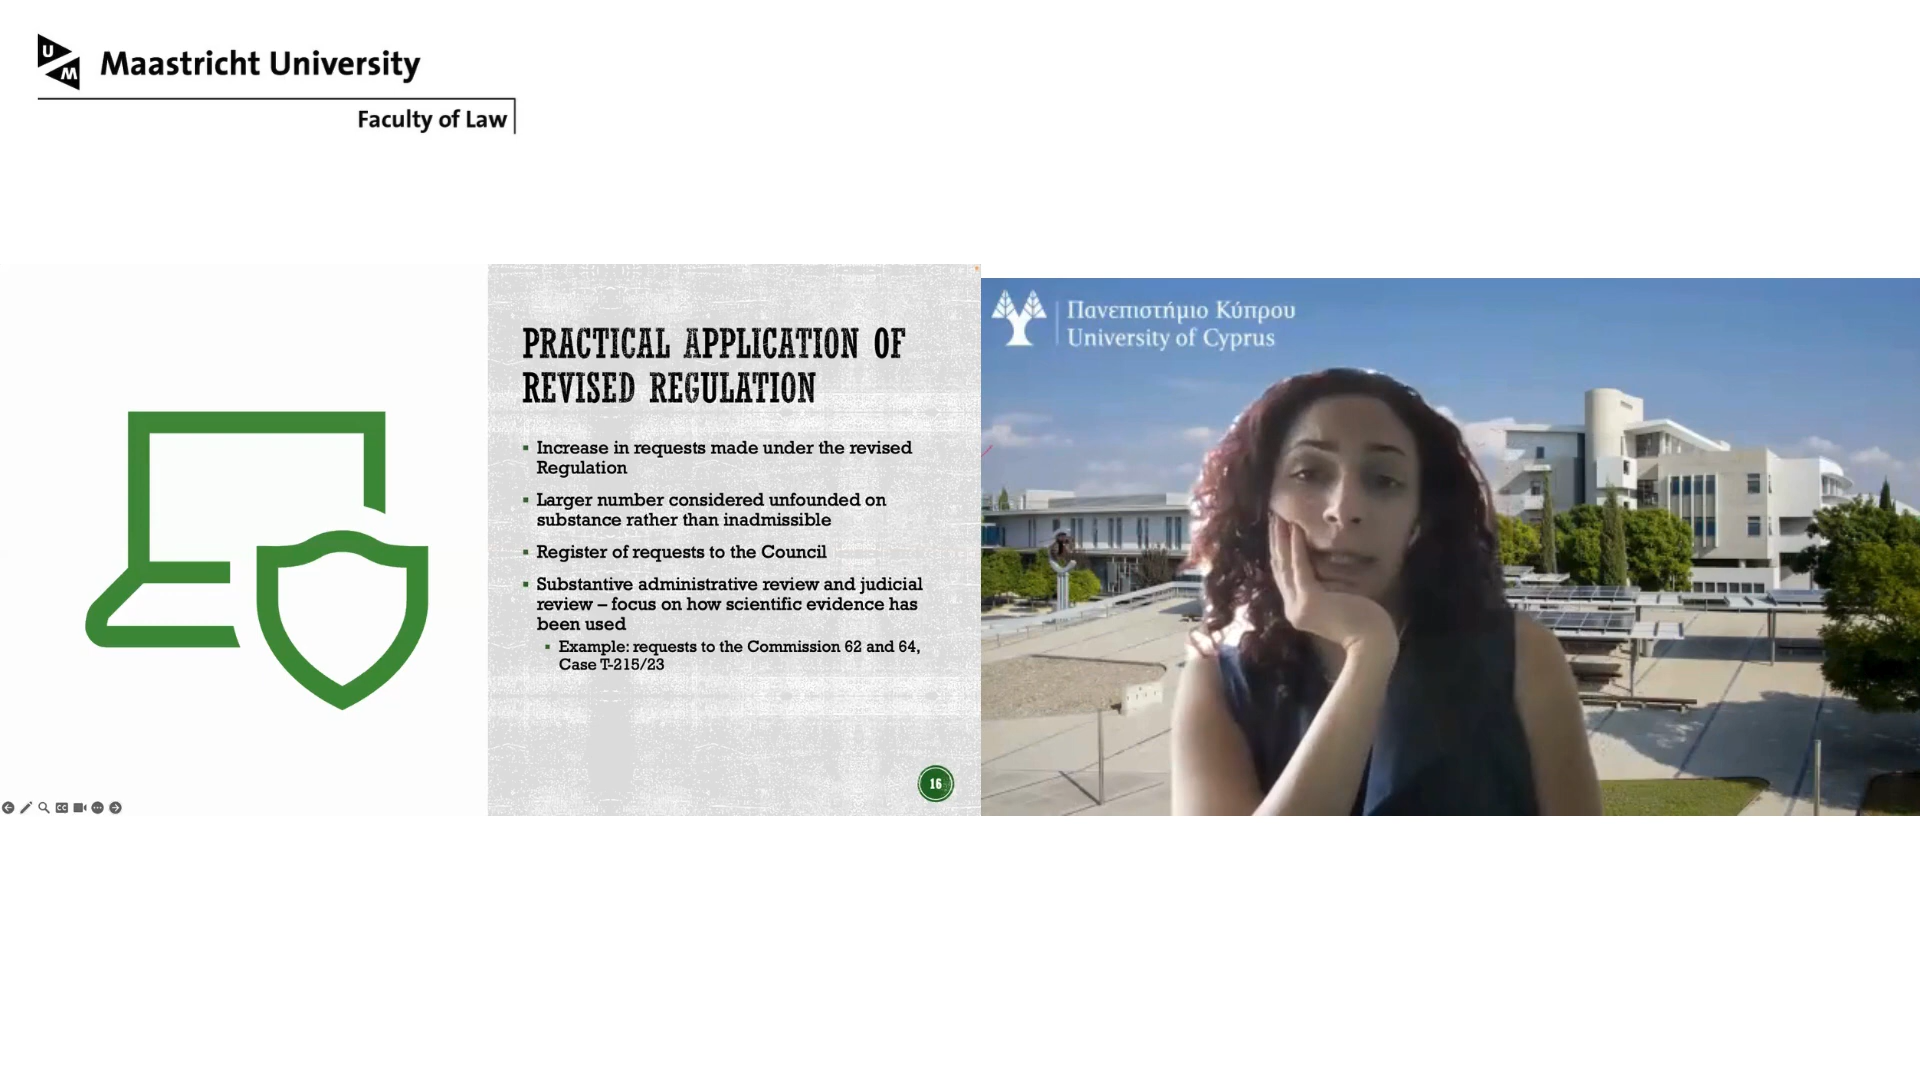 U
M
Maastricht University
Faculty of Law
PRACTICAL APPLICATION OF
REVISED REGULATION
Increase in requests made under the revised
Regulation
Larger number considered unfounded on
substance rather than inadmissible
Register of requests to the Council
Substantive administrative review and judicial
review – focus on how scientific evidence has
been used
Example: requests to the Commission 62 and 64,
Case T-215/23
16
CC
Πανεπιστήμιο Κύπρου
University of Cyprus